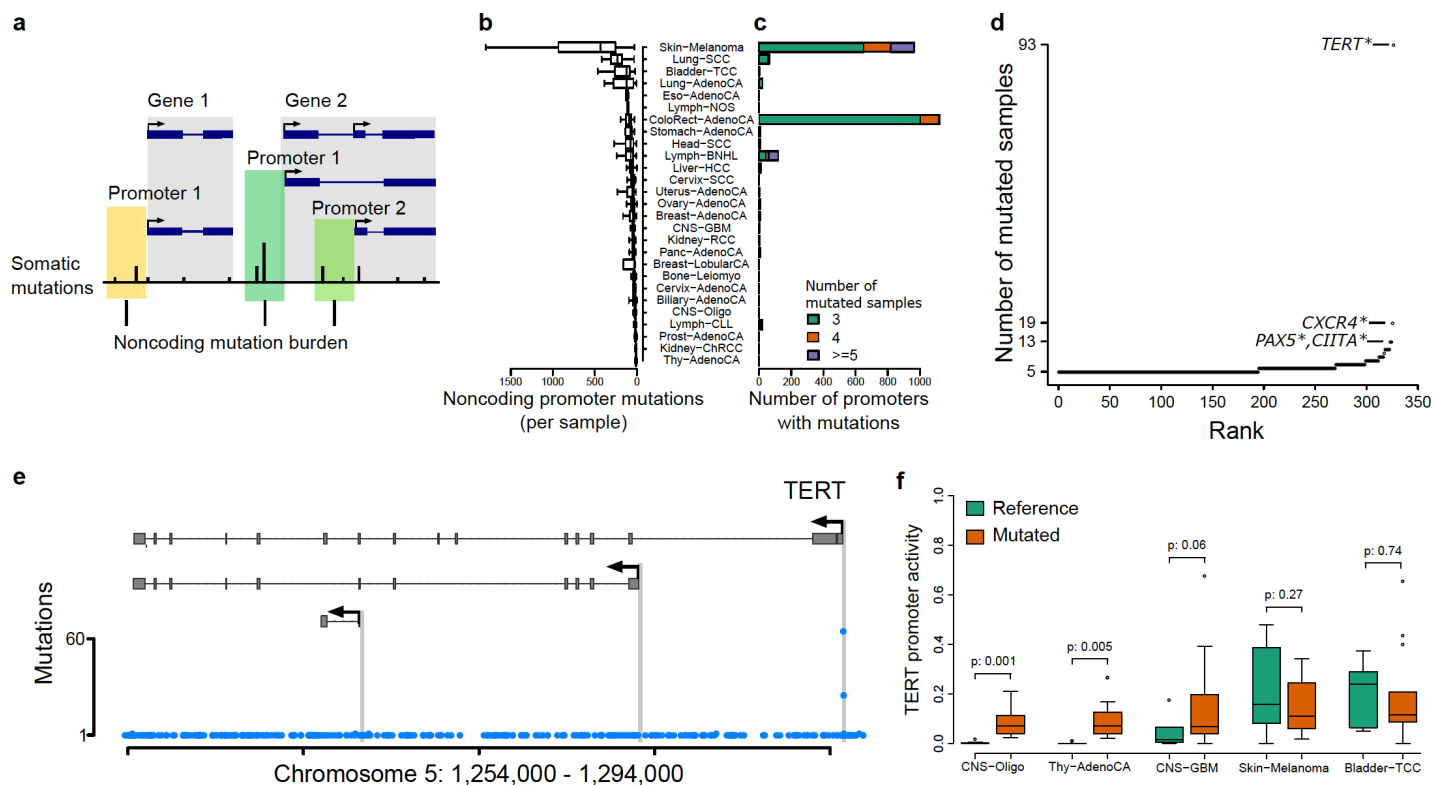 a
Gene 1
Gene 2
Promoter 1
Promoter 1
Promoter 2
Somatic
mutations
Noncoding mutation burden
b
Skin−Melanoma
Lung−SCC
Bladder−TCC
Lung−AdenoCA
Eso−AdenoCA
Lymph−NOS
ColoRect−AdenoCA
Stomach−AdenoCA
Head−SCC
Lymph−BNHL
Liver−HCC
Cervix−SCC
Uterus−AdenoCA
Ovary−AdenoCA
Breast−AdenoCA
CNS−GBM
Kidney−RCC
Panc−AdenoCA
Breast−LobularCA
Bone−Leiomyo
Cervix−AdenoCA
Biliary−AdenoCA
CNS−Oligo
Lymph−CLL
Prost−AdenoCA
Kidney−ChRCC
Thy−AdenoCA
1500 1000 500 0
Noncoding promoter mutations
(per sample)
c
Number of
mutated samples
3
4
>=5
0 200 400 600 800 1000
Number of promoters
with mutations
d
Number of mutated samples
93
19
13
5
TERT*
CXCR4*
PAX5*,CIITA*
0 50 100 150 200 250 300 350
Rank
e
TERT
Mutations
60
1
Chromosome 5: 1,254,000 - 1,294,000
f
Reference
Mutated
TERT promoter activity
1.0
0.8
0.6
0.4
0.2
0.0
p: 0.001
p: 0.005
p: 0.06
p: 0.27
p: 0.74
CNS−Oligo Thy−AdenoCA CNS−GBM Skin−Melanoma Bladder−TCC